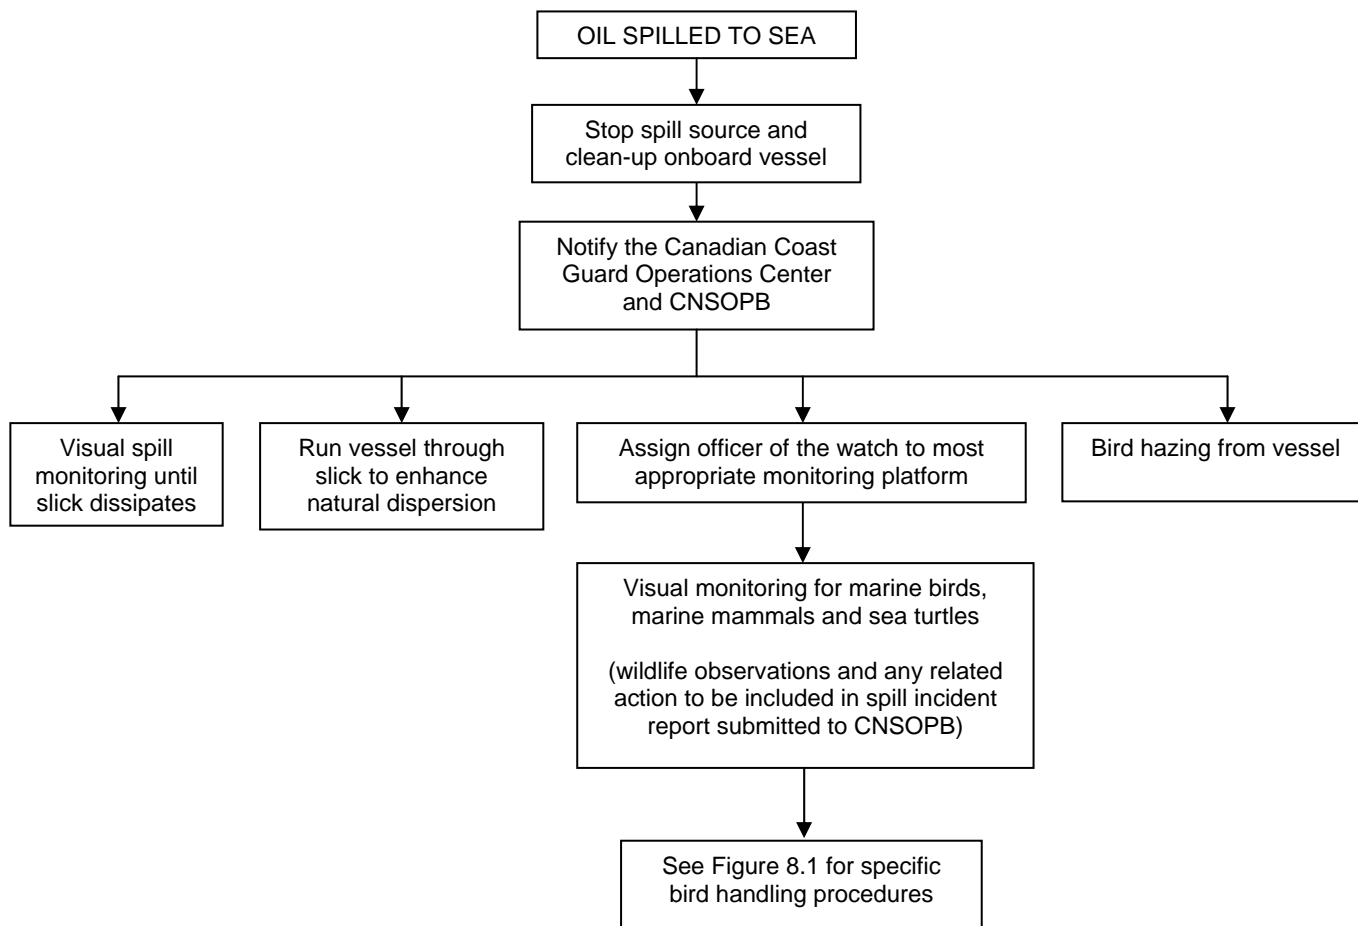 OIL SPILLED TO SEA
Stop spill source and
clean-up onboard vessel
Notify the Canadian Coast
Guard Operations Center
and CNSOPB
Visual spill
monitoring until
slick dissipates
Run vessel through
slick to enhance
natural dispersion
Assign officer of the watch to most
appropriate monitoring platform
Bird hazing from vessel
Visual monitoring for marine birds,
marine mammals and sea turtles
(wildlife observations and any related
action to be included in spill incident
report submitted to CNSOPB)
See Figure 8.1 for specific
bird handling procedures